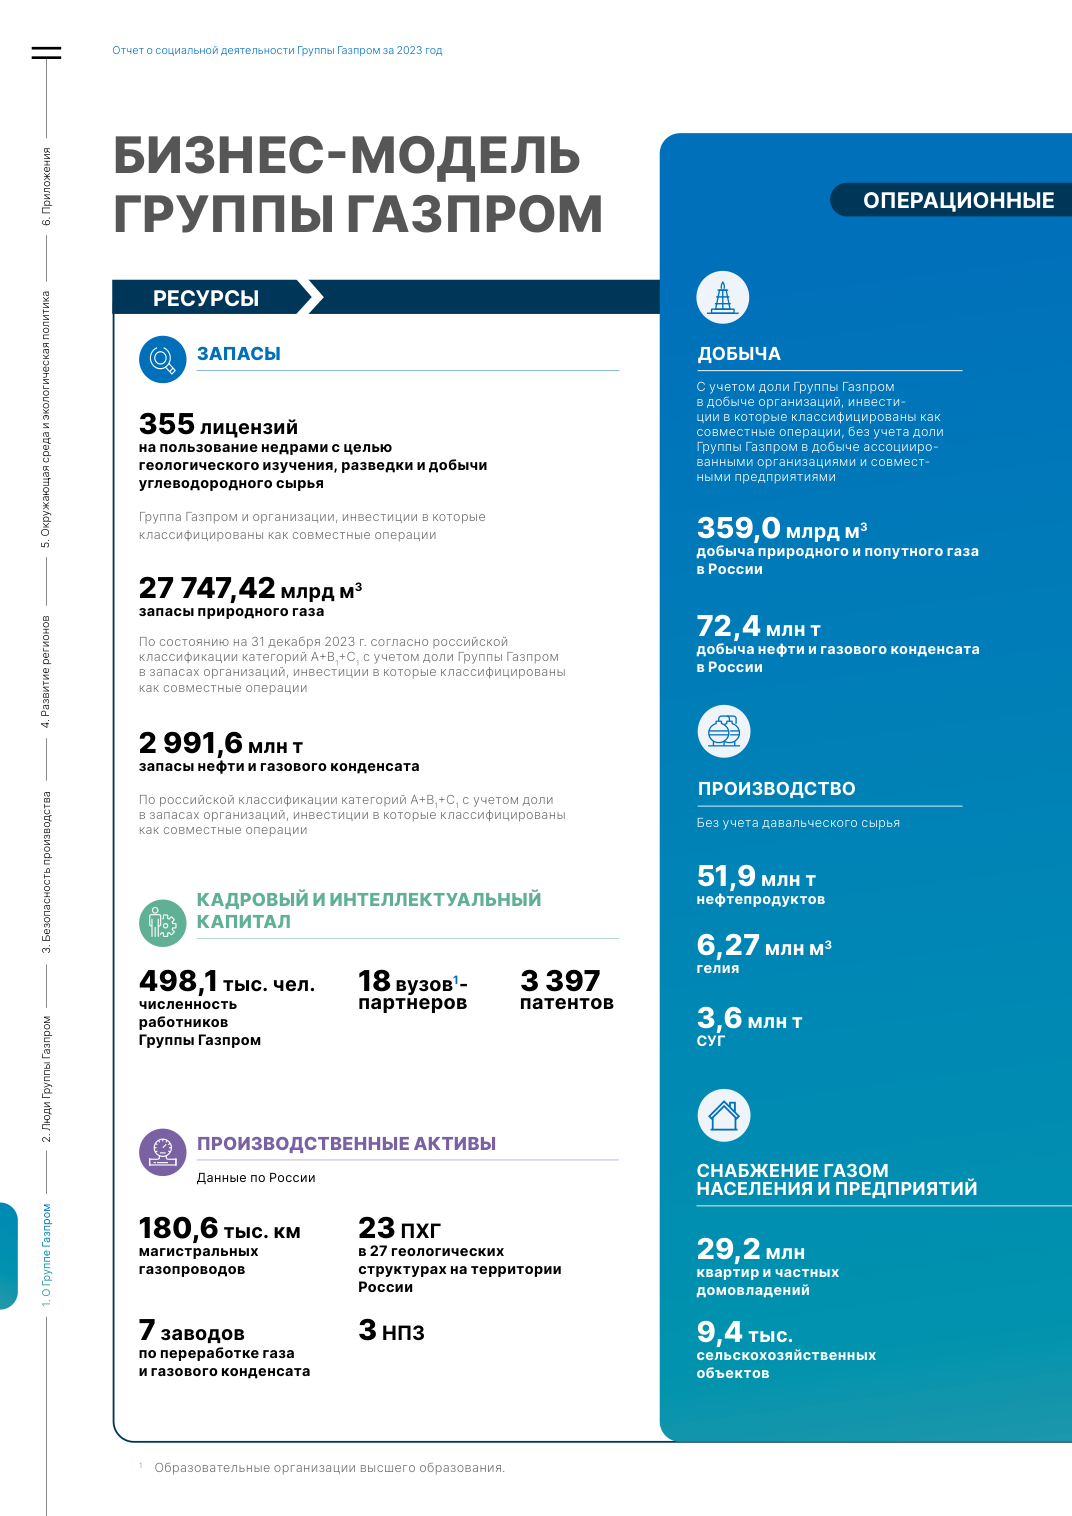 Отчет о социальной деятельности Группы Газпром за 2023 год
6. Приложения
5. Окружающая среда и экологическая политика
4. Развитие регионов
3. Безопасность производства
2. Люди Группы Газпром
1. О Группе Газпром
БИЗНЕС-МОДЕЛЬ
ГРУППЫ ГАЗПРОМ
РЕСУРСЫ
ЗАПАСЫ
355 лицензий
на пользование недрами с целью
геологического изучения, разведки и добычи
углеводородного сырья
Группа Газпром и организации, инвестиции в которые
классифицированы как совместные операции
27 747,42 млрд м³
запасы природного газа
По состоянию на 31 декабря 2023 г. согласно российской
классификации категорий A+B₁+C₁ с учетом доли Группы Газпром
в запасах организаций, инвестиции в которые классифицированы
как совместные операции
2 991,6 млн т
запасы нефти и газового конденсата
По российской классификации категорий A+B₁+C₁ с учетом доли
в запасах организаций, инвестиции в которые классифицированы
как совместные операции
КАДРОВЫЙ И ИНТЕЛЛЕКТУАЛЬНЫЙ
КАПИТАЛ
498,1 тыс. чел.
численность
работников
Группы Газпром
18 вузов¹-
партнеров
3 397
патентов
ПРОИЗВОДСТВЕННЫЕ АКТИВЫ
Данные по России
180,6 тыс. км
магистральных
газопроводов
23 ПХГ
в 27 геологических
структурах на территории
России
7 заводов
по переработке газа
и газового конденсата
3 НПЗ
ОПЕРАЦИОННЫЕ
ДОБЫЧА
С учетом доли Группы Газпром
в добыче организаций, инвести-
ции в которые классифицированы как
совместные операции, без учета доли
Группы Газпром в добыче ассоцииро-
ванными организациями и совмест-
ными предприятиями
359,0 млрд м³
добыча природного и попутного газа
в России
72,4 млн т
добыча нефти и газового конденсата
в России
ПРОИЗВОДСТВО
Без учета давальческого сырья
51,9 млн т
нефтепродуктов
6,27 млн м³
гелия
3,6 млн т
СУГ
СНАБЖЕНИЕ ГАЗОМ
НАСЕЛЕНИЯ И ПРЕДПРИЯТИЙ
29,2 млн
квартир и частных
домовладений
9,4 тыс.
сельскохозяйственных
объектов
¹ Образовательные организации высшего образования.